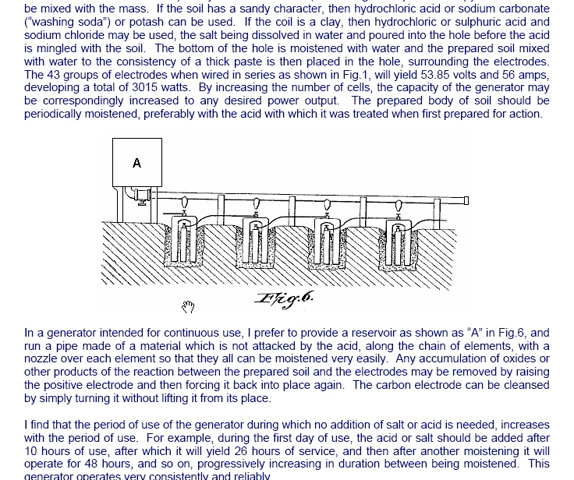 be mixed with the mass.  If the soil has a sandy character, then hydrochloric acid or sodium carbonate
("washing soda") or potash can be used.  If the coil is a clay, then hydrochloric or sulphuric acid and
sodium chloride may be used, the salt being dissolved in water and poured into the hole before the acid
is mingled with the soil.  The bottom of the hole is moistened with water and the prepared soil mixed
with water to the consistency of a thick paste is then placed in the hole, surrounding the electrodes.
The 43 groups of electrodes when wired in series as shown in Fig.1, will yield 53.85 volts and 56 amps,
developing a total of 3015 watts.  By increasing the number of cells, the capacity of the generator may
be correspondingly increased to any desired power output.  The prepared body of soil should be
periodically moistened, preferably with the acid with which it was treated when first prepared for action.
A
Fig.6.
In a generator intended for continuous use, I prefer to provide a reservoir as shown as "A" in Fig.6, and
run a pipe made of a material which is not attacked by the acid, along the chain of elements, with a
nozzle over each element so that they all can be moistened very easily.  Any accumulation of oxides or
other products of the reaction between the prepared soil and the electrodes may be removed by raising
the positive electrode and then forcing it back into place again.  The carbon electrode can be cleansed
by simply turning it without lifting it from its place.
I find that the period of use of the generator during which no addition of salt or acid is needed, increases
with the period of use.  For example, during the first day of use, the acid or salt should be added after
10 hours of use, after which it will yield 26 hours of service, and then after another moistening it will
operate for 48 hours, and so on, progressively increasing in duration between being moistened.  This
generator operates very consistently and reliably